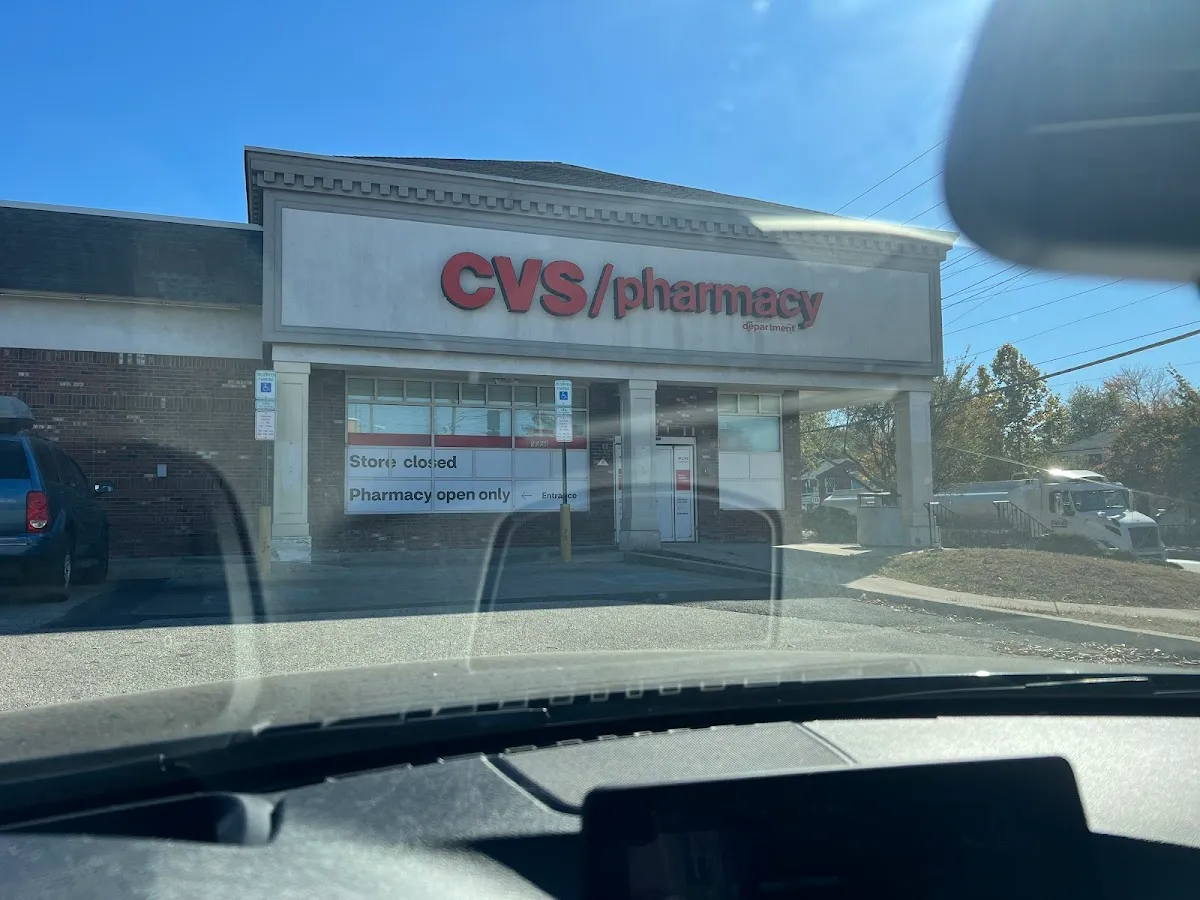 CVS/pharmacy
department
Store closed
Pharmacy open only ← Entrance